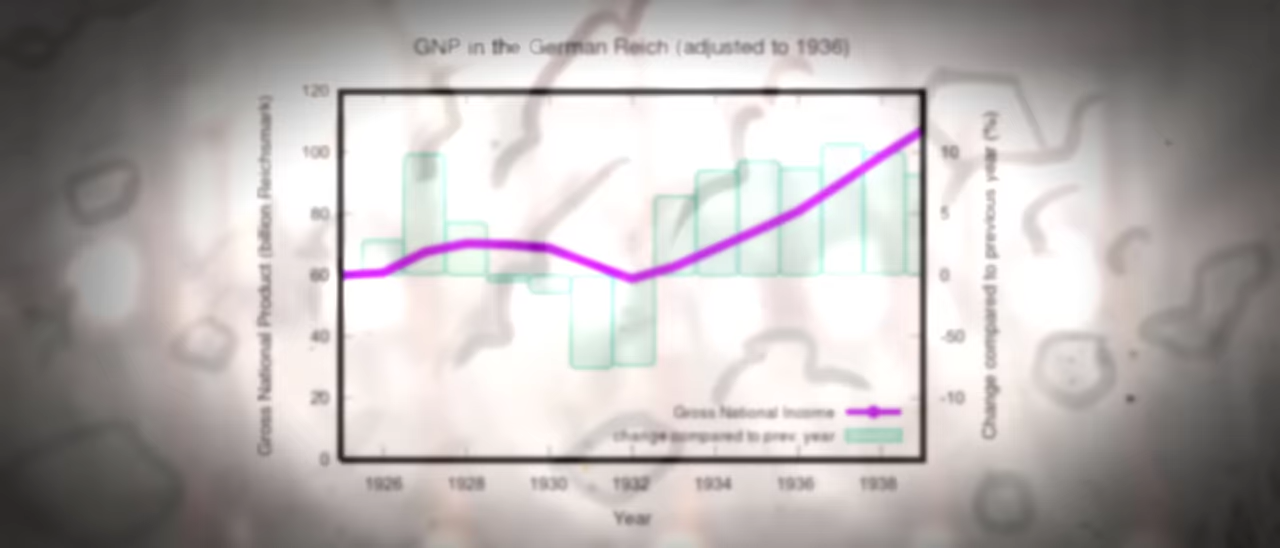 GNP in the German Reich (adjusted to 1936)
120
100
80
60
40
20
0
Gross National Product (billion Reichsmark)
10
5
0
-50
-10
Change compared to previous year (%)
Gross National Income
change compared to prev. year
1926 1928 1930 1932 1934 1936 1938
Year